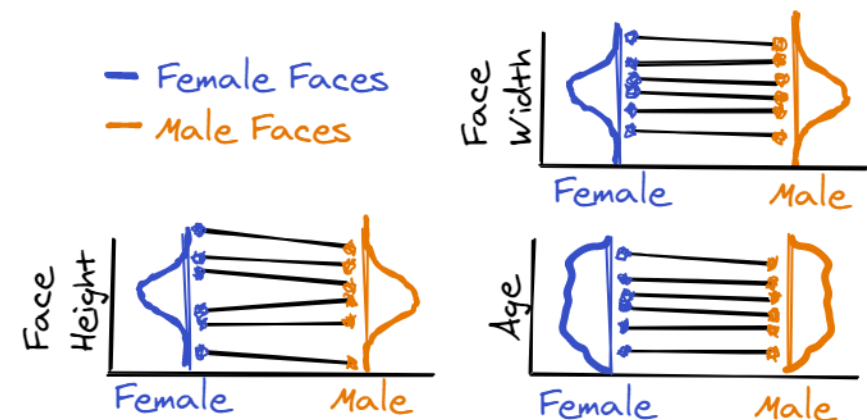 Female Faces
Male Faces
Face
Width
Female
Male
Face
Height
Female
Male
Age
Female
Male